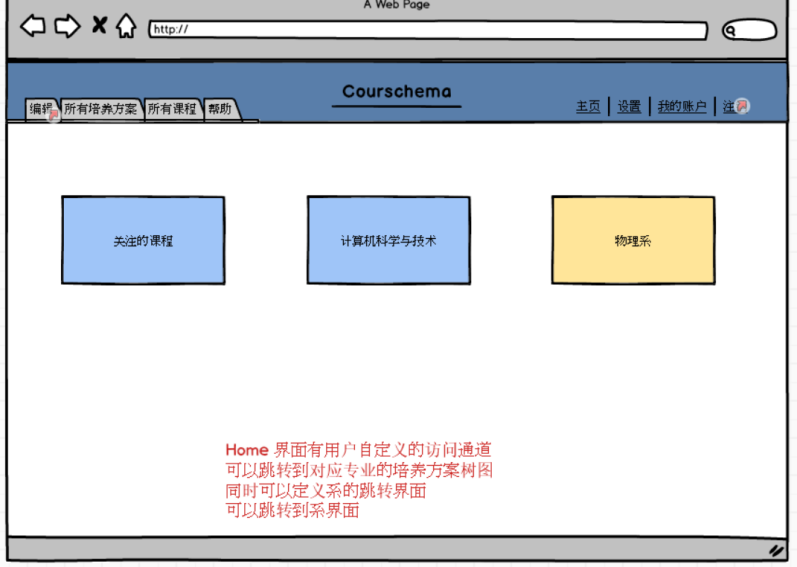 A Web Page
http://
Courschema
编辑 所有培养方案 所有课程 帮助
主页 设置 我的账户 注
关注的课程 计算机科学与技术 物理系
Home 界面有用户自定义的访问通道
可以跳转到对应专业的培养方案树图
同时可以定义系的跳转界面
可以跳转到系界面